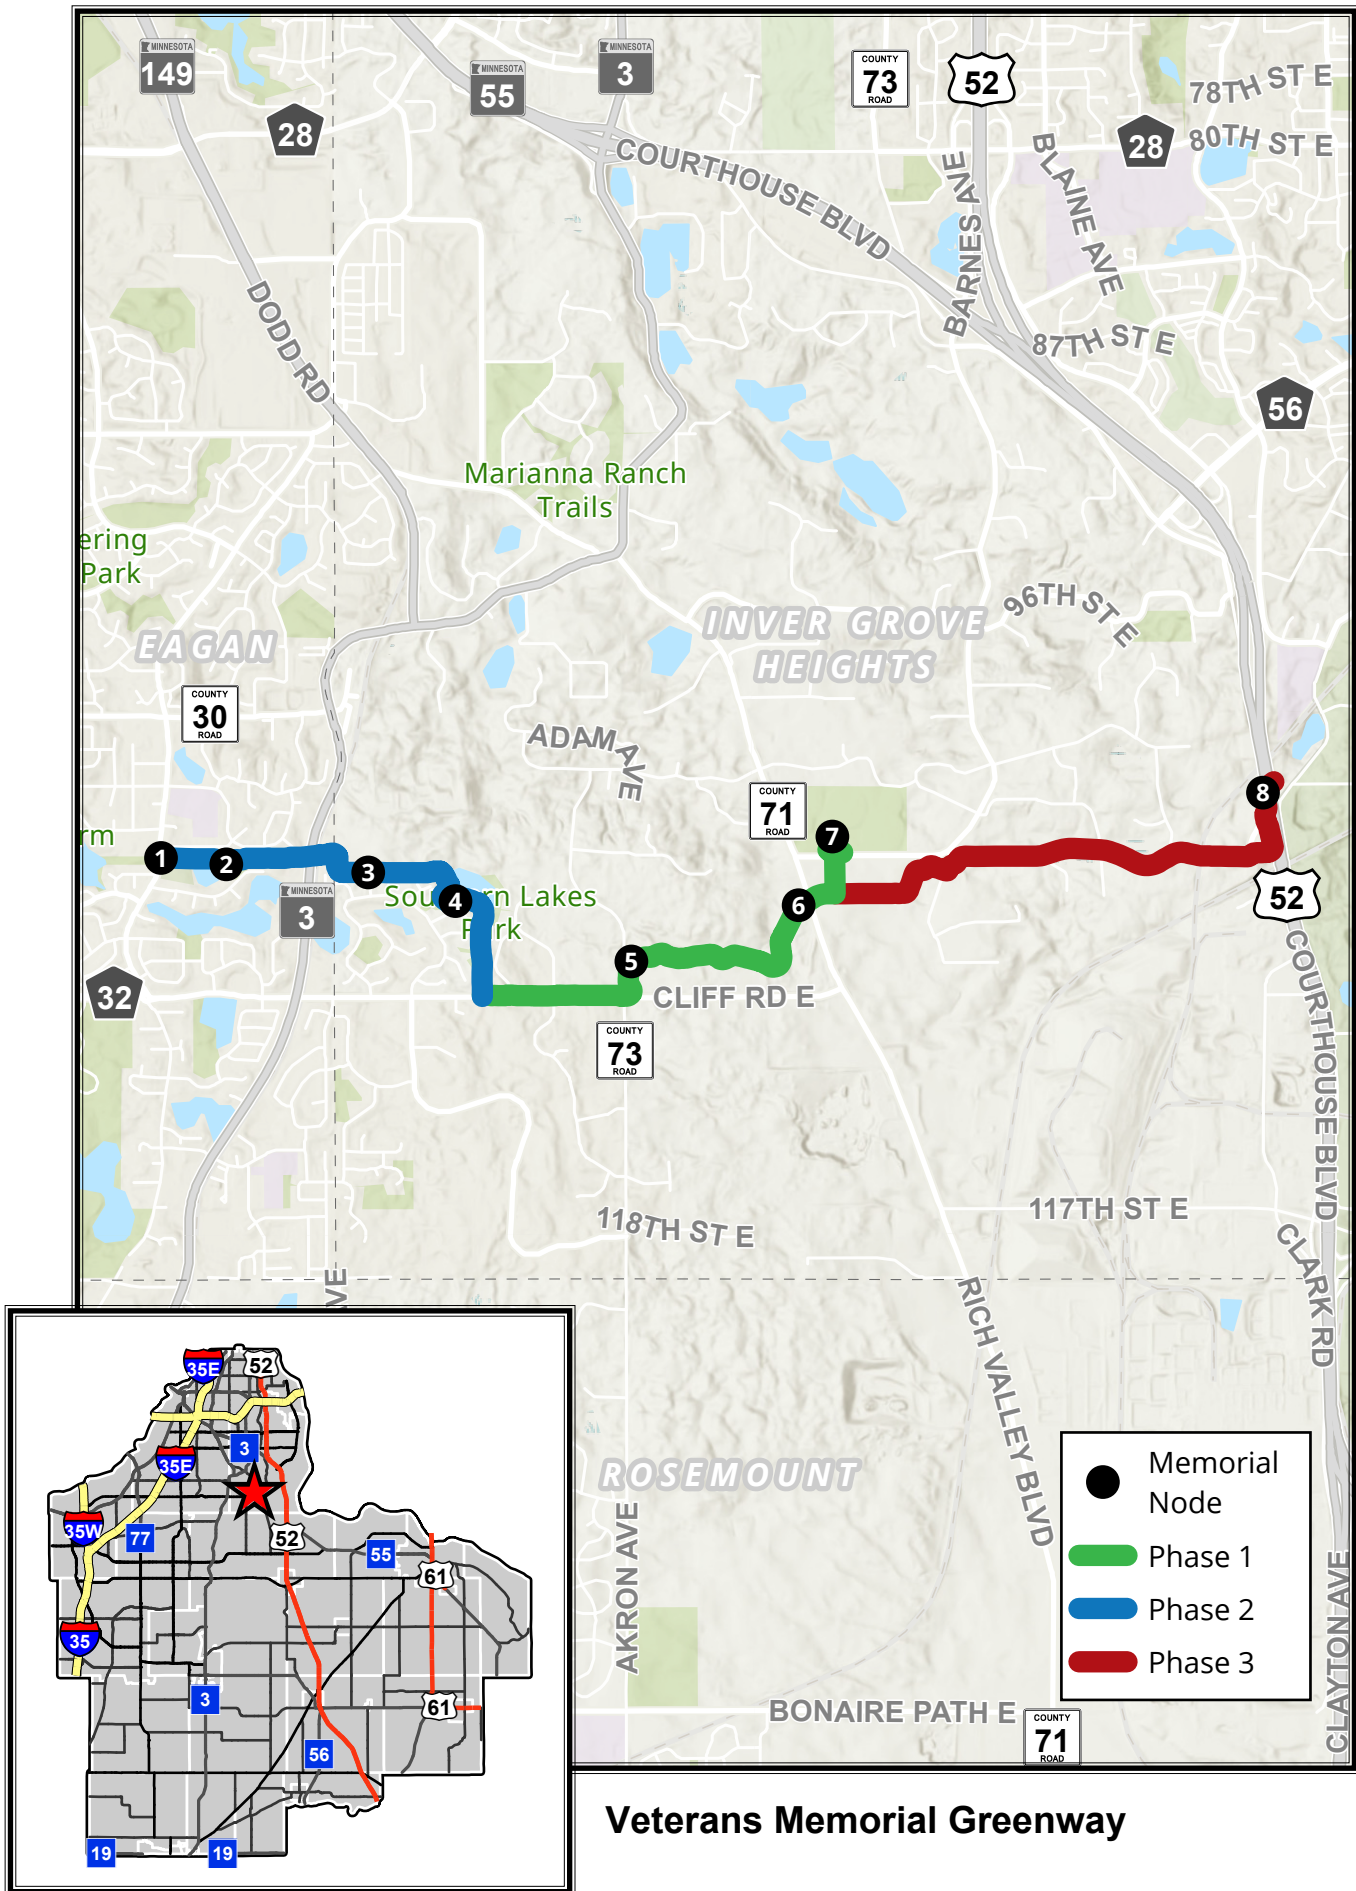 MINNESOTA
149
28
MINNESOTA
55
MINNESOTA
3
COUNTY
73
ROAD
52
78TH ST E
28
80TH ST E
COURTHOUSE BLVD
BARNES AVE
BLAINE AVE
87TH ST E
DODD RD
56
Marianna Ranch
Trails
ering
Park
EAGAN
INVER GROVE
HEIGHTS
96TH ST E
COUNTY
30
ROAD
ADAM AVE
COUNTY
71
ROAD
rm
1
2
3
4
5
6
7
8
MINNESOTA
3
Southern Lakes
Park
52
32
CLIFF RD E
COUNTY
73
ROAD
COURTHOUSE BLVD
118TH ST E
117TH ST E
CLARK RD
RICH VALLEY BLVD
VE
ROSEMOUNT
AKRON AVE
CLAYTON AVE
BONAIRE PATH E
COUNTY
71
ROAD
Memorial
Node
Phase 1
Phase 2
Phase 3
35E
52
3
35E
35W
77
52
55
61
35
3
61
56
19
19
Veterans Memorial Greenway